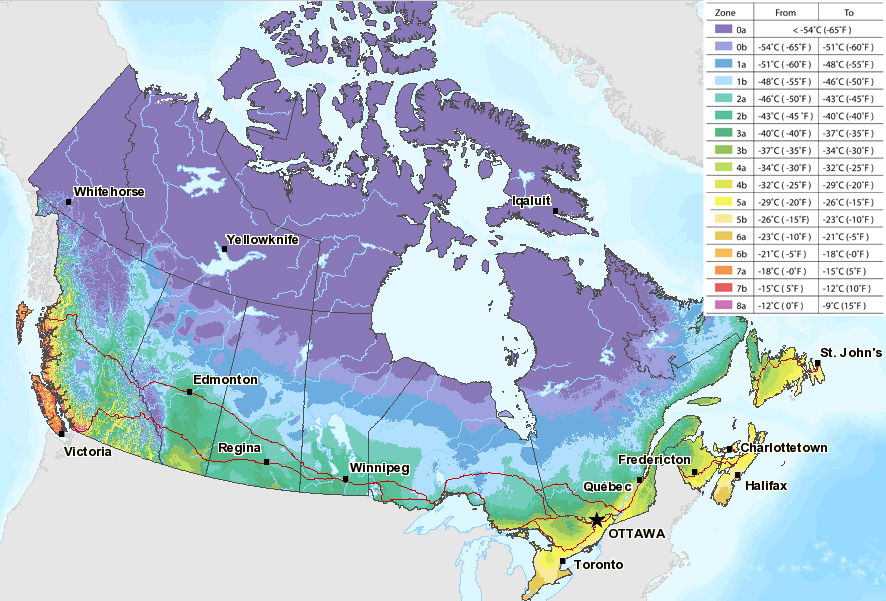 Zone From To
0a < -54˚C (-65˚F )
0b -54˚C ( -65˚F ) -51˚C (-60˚F )
1a -51˚C ( -60˚F ) -48˚C (-55˚F )
1b -48˚C ( -55˚F ) -46˚C (-50˚F )
2a -46˚C ( -50˚F ) -43˚C (-45˚F )
2b -43˚C ( -45 ˚F ) -40˚C (-40˚F )
3a -40˚C ( -40˚F ) -37˚C (-35˚F )
3b -37˚C ( -35˚F ) -34˚C (-30˚F )
4a -34˚C ( -30˚F ) -32˚C (-25˚F )
4b -32˚C ( -25˚F ) -29˚C (-20˚F )
5a -29˚C ( -20˚F ) -26˚C (-15˚F )
5b -26˚C ( -15˚F ) -23˚C (-10˚F )
6a -23˚C ( -10˚F ) -21˚C (-5˚F )
6b -21˚C ( -5˚F ) -18˚C (-0˚F )
7a -18˚C ( -0˚F ) -15˚C (5˚F )
7b -15˚C ( 5˚F ) -12˚C (10˚F )
8a -12˚C ( 0˚F ) -9˚C (15˚F )
Whitehorse
Iqaluit
Yellowknife
St. John's
Edmonton
Regina
Charlottetown
Victoria
Fredericton
Winnipeg
Québec
Halifax
OTTAWA
Toronto